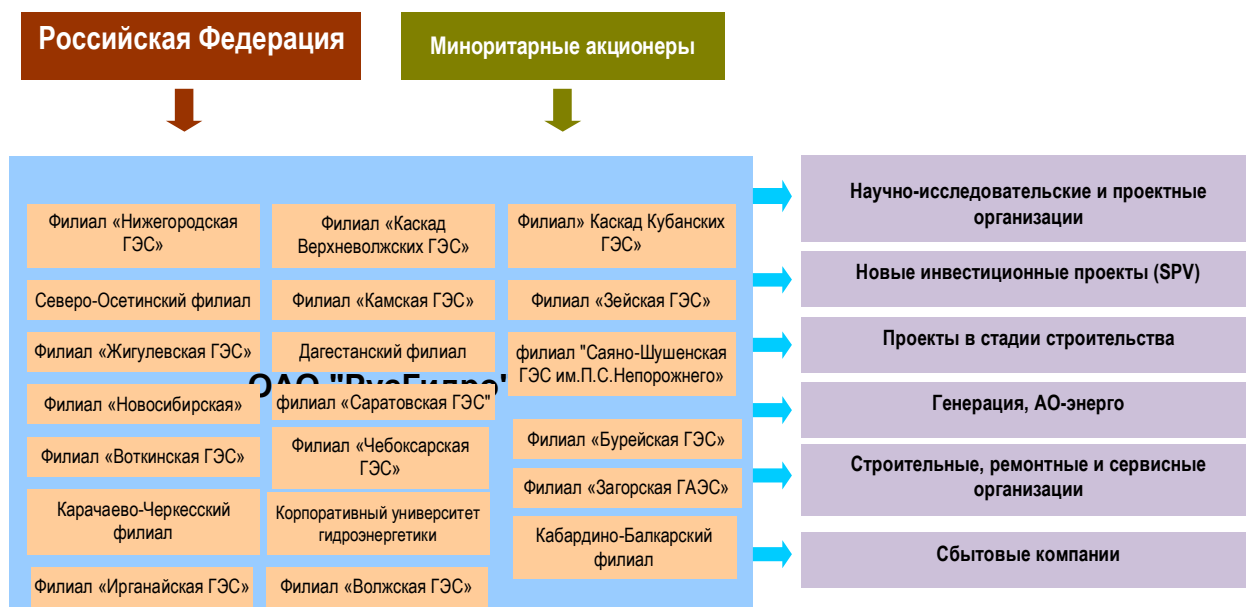 Российская Федерация
Миноритарные акционеры
Филиал «Нижегородская
ГЭС»
Филиал «Каскад
Верхневолжских ГЭС»
Филиал» Каскад Кубанских
ГЭС»
Северо-Осетинский филиал
Филиал «Камская ГЭС»
Филиал «Зейская ГЭС»
Филиал «Жигулевская ГЭС»
Дагестанский филиал
филиал "Саяно-Шушенская
ГЭС им.П.С.Непорожнего»
ОАО "РусГидро"
Филиал «Новосибирская»
филиал «Саратовская ГЭС"
Филиал «Бурейская ГЭС»
Филиал «Воткинская ГЭС»
Филиал «Чебоксарская
ГЭС»
Филиал «Загорская ГАЭС»
Карачаево-Черкесский
филиал
Корпоративный университет
гидроэнергетики
Кабардино-Балкарский
филиал
Филиал «Ирганайская ГЭС»
Филиал «Волжская ГЭС»
Научно-исследовательские и проектные
организации
Новые инвестиционные проекты (SPV)
Проекты в стадии строительства
Генерация, АО-энерго
Строительные, ремонтные и сервисные
организации
Сбытовые компании